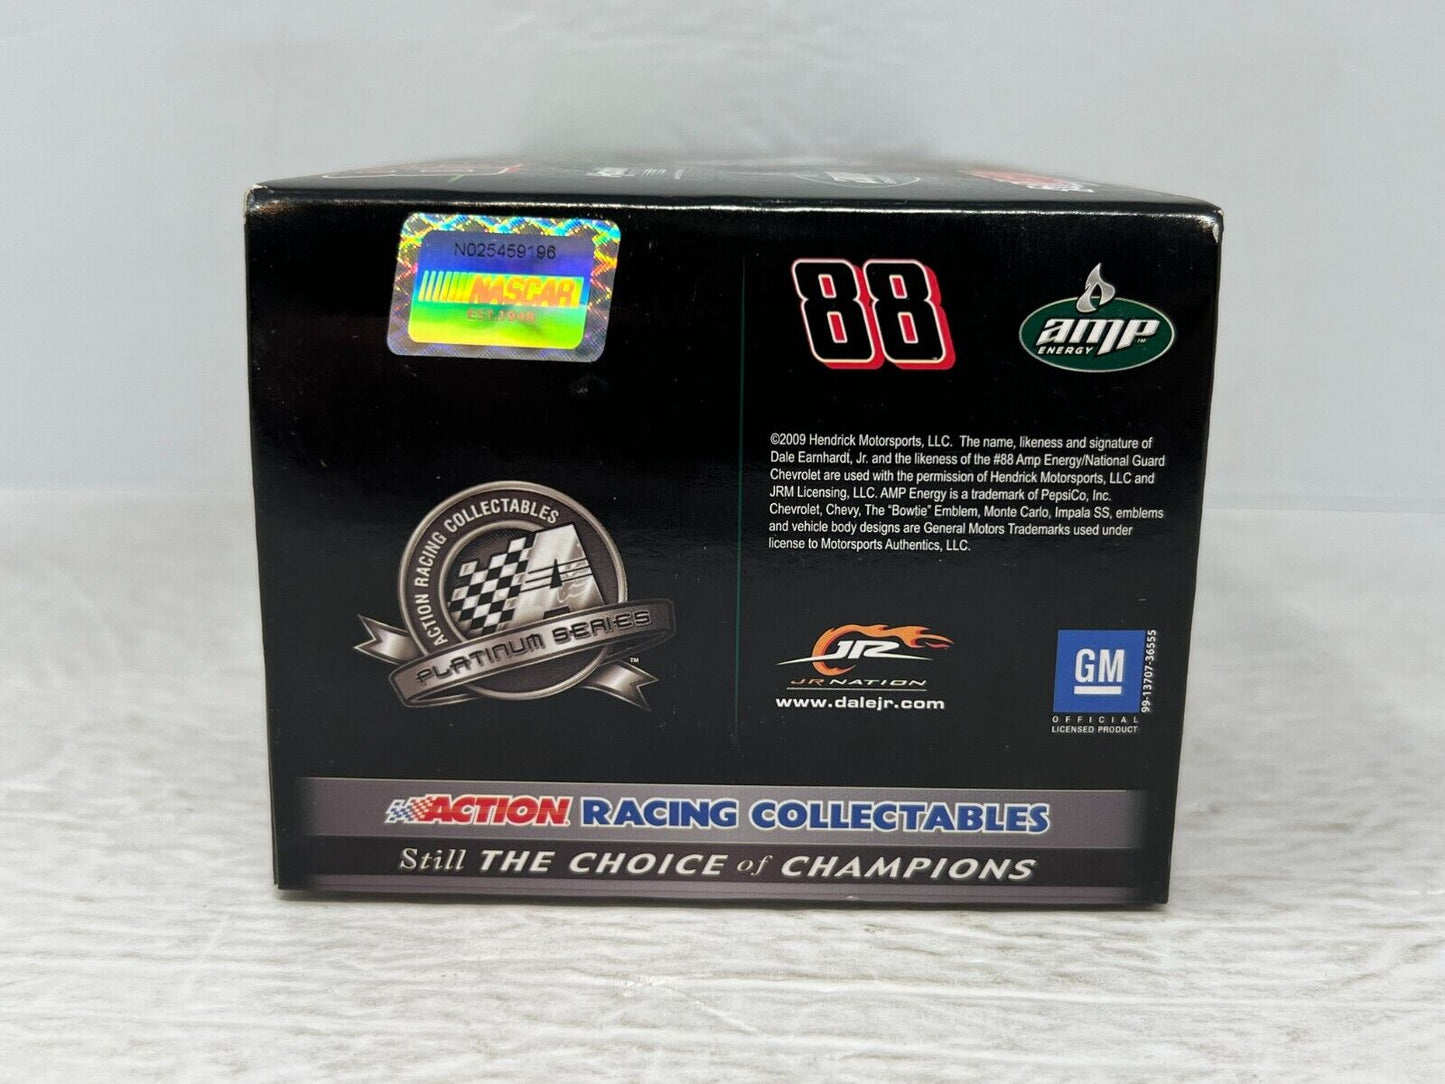 N025459196
NASCAR
EST.1948
88
amp™
ENERGY
©2009 Hendrick Motorsports, LLC. The name, likeness and signature of
Dale Earnhardt, Jr. and the likeness of the #88 Amp Energy/National Guard
Chevrolet are used with the permission of Hendrick Motorsports, LLC and
JRM Licensing, LLC. AMP Energy is a trademark of PepsiCo, Inc.
Chevrolet, Chevy, The "Bowtie" Emblem, Monte Carlo, Impala SS, emblems
and vehicle body designs are General Motors Trademarks used under
license to Motorsports Authentics, LLC.
ACTION RACING COLLECTABLES
A
PLATINUM SERIES™
JR
JR NATION
www.dalejr.com
GM
OFFICIAL
LICENSED PRODUCT
99-13707-36555
ACTION RACING COLLECTABLES
Still THE CHOICE of CHAMPIONS